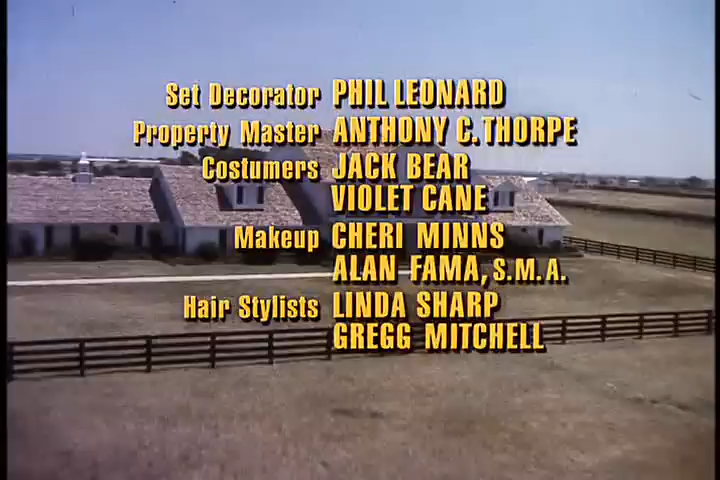 Set Decorator PHIL LEONARD
Property Master ANTHONY C. THORPE
Costumers JACK BEAR
VIOLET CANE
Makeup CHERI MINNS
ALAN FAMA, S.M.A.
Hair Stylists LINDA SHARP
GREGG MITCHELL